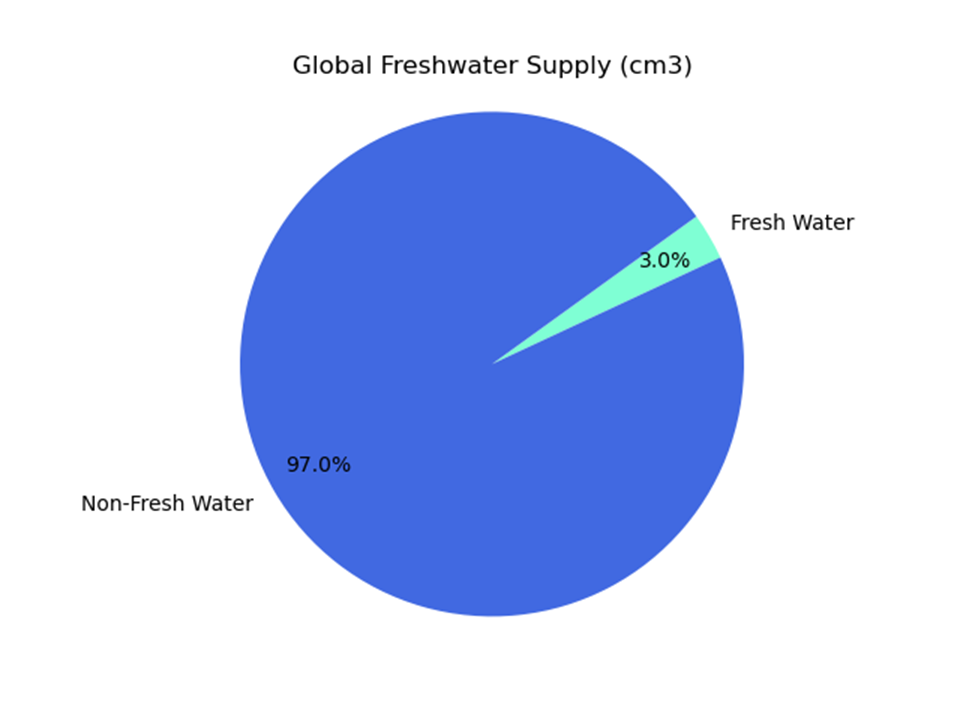 Global Freshwater Supply (cm3)
Fresh Water
3.0%
97.0%
Non-Fresh Water